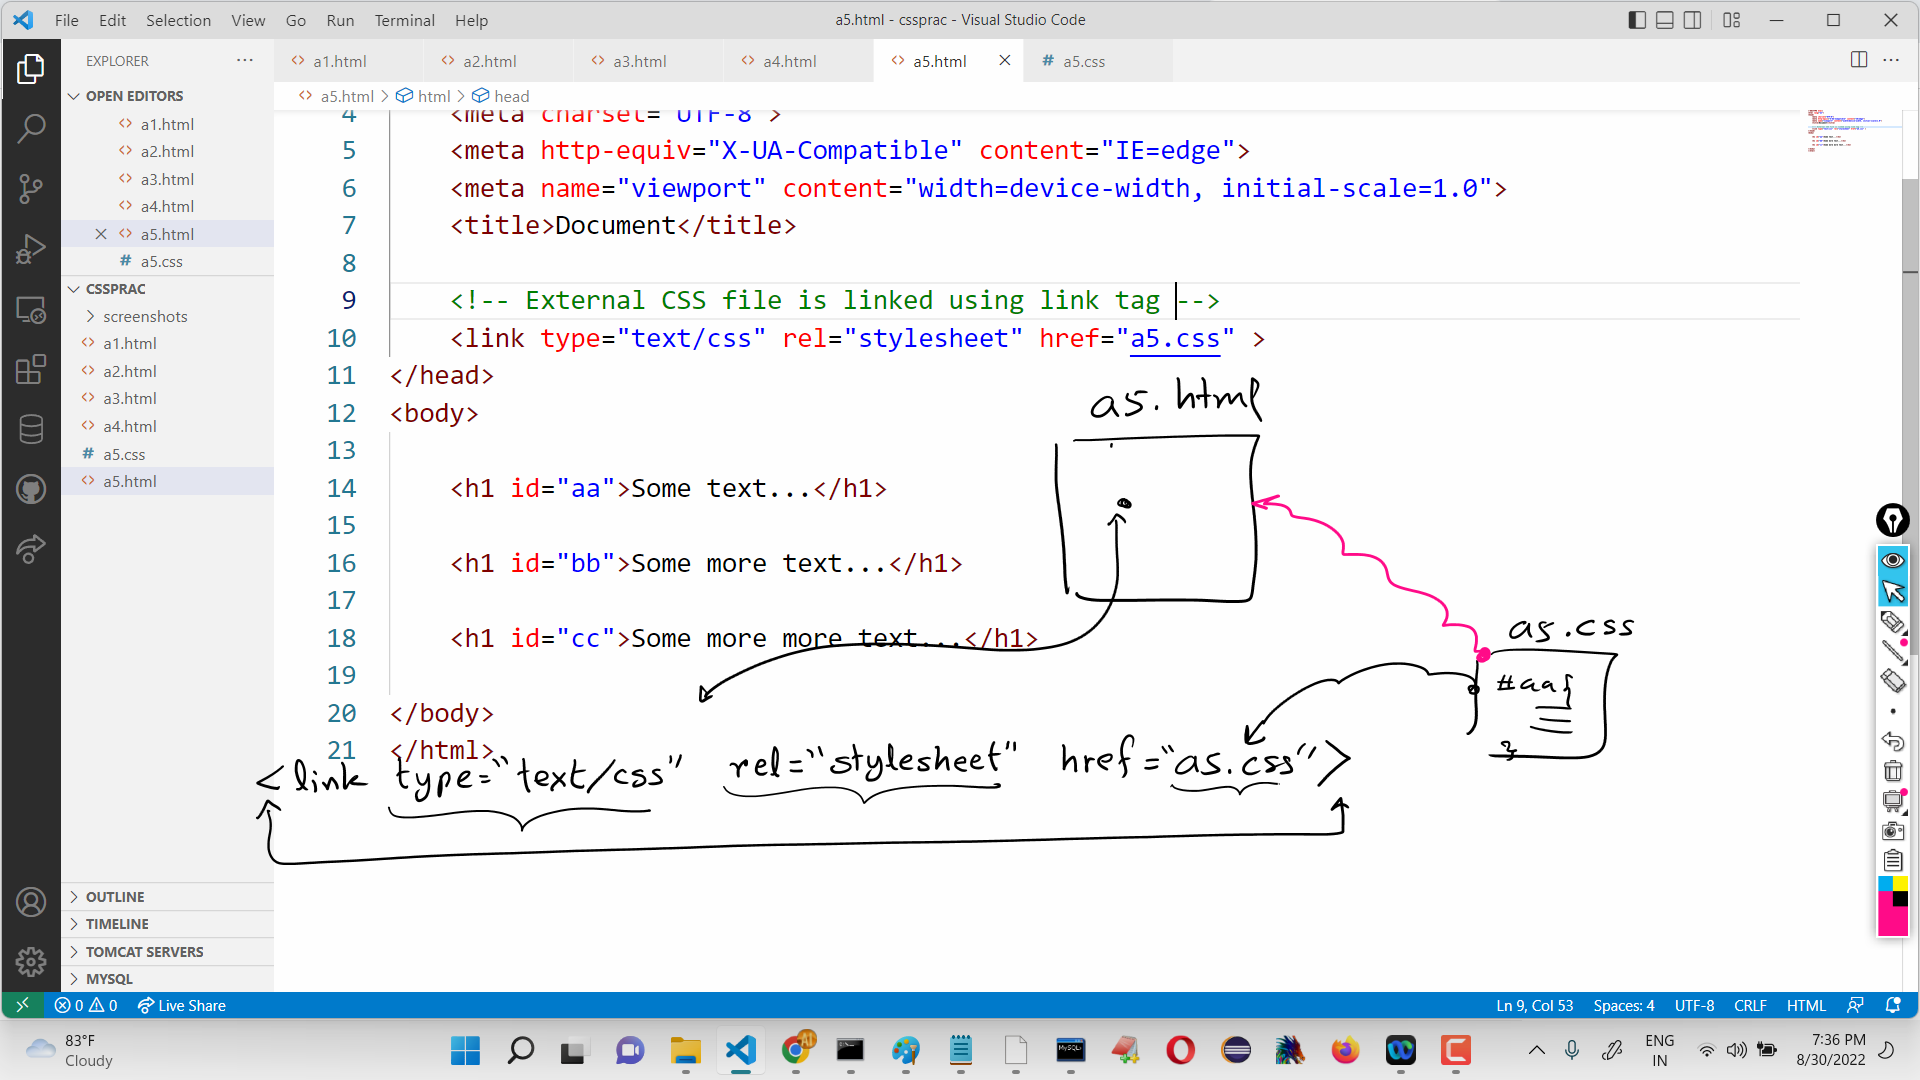 File Edit Selection View Go Run Terminal Help
a5.html - cssprac - Visual Studio Code
EXPLORER
OPEN EDITORS
a1.html
a2.html
a3.html
a4.html
a5.html
a5.css
CSSPRAC
screenshots
a1.html
a2.html
a3.html
a4.html
a5.css
a5.html
OUTLINE
TIMELINE
TOMCAT SERVERS
MYSQL
a1.html a2.html a3.html a4.html a5.html a5.css
a5.html > html > head
4 <meta charset="UTF-8">
5 <meta http-equiv="X-UA-Compatible" content="IE=edge">
6 <meta name="viewport" content="width=device-width, initial-scale=1.0">
7 <title>Document</title>
8
9 <!-- External CSS file is linked using link tag -->
10 <link type="text/css" rel="stylesheet" href="a5.css" >
11 </head>
12 <body>
13
14 <h1 id="aa">Some text...</h1>
15
16 <h1 id="bb">Some more text...</h1>
17
18 <h1 id="cc">Some more more text...</h1>
19
20 </body>
21 </html>
a5.html
a5.css
#aa{
}
<link type="text/css" rel="stylesheet" href="a5.css">
0 0 Live Share
Ln 9, Col 53 Spaces: 4 UTF-8 CRLF HTML
83°F
Cloudy
ENG
IN
7:36 PM
8/30/2022